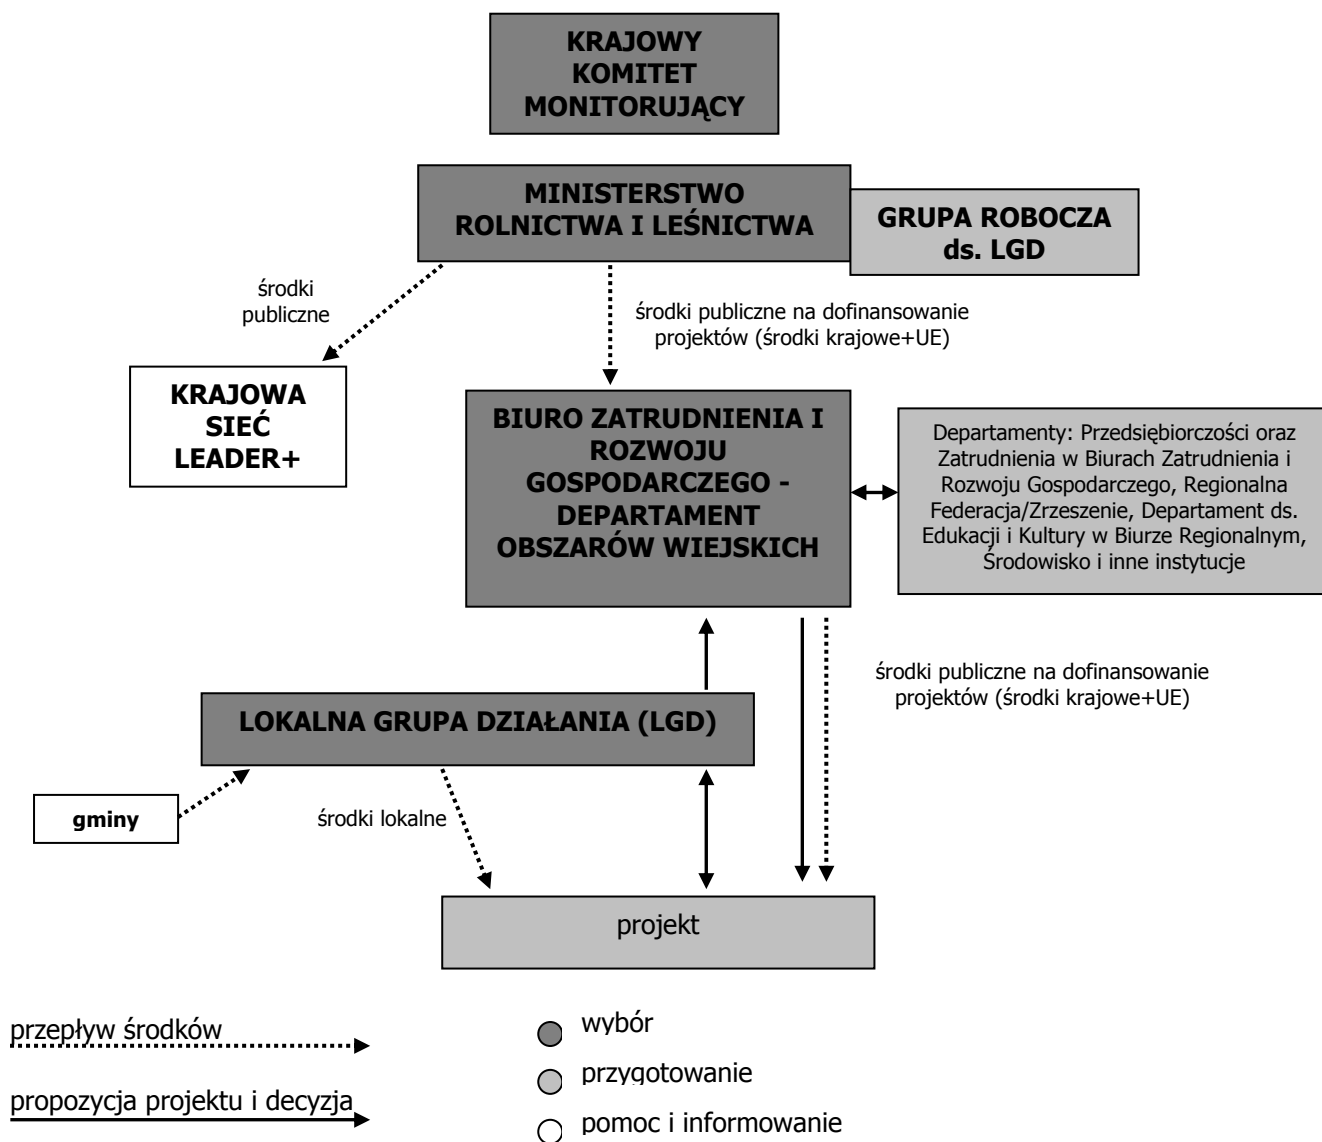 KRAJOWY
KOMITET
MONITORUJĄCY
MINISTERSTWO
ROLNICTWA I LEŚNICTWA
GRUPA ROBOCZA
ds. LGD
środki
publiczne
środki publiczne na dofinansowanie
projektów (środki krajowe+UE)
KRAJOWA
SIEĆ
LEADER+
BIURO ZATRUDNIENIA I
ROZWOJU
GOSPODARCZEGO -
DEPARTAMENT
OBSZARÓW WIEJSKICH
Departamenty: Przedsiębiorczości oraz
Zatrudnienia w Biurach Zatrudnienia i
Rozwoju Gospodarczego, Regionalna
Federacja/Zrzeszenie, Departament ds.
Edukacji i Kultury w Biurze Regionalnym,
Środowisko i inne instytucje
środki publiczne na dofinansowanie
projektów (środki krajowe+UE)
LOKALNA GRUPA DZIAŁANIA (LGD)
gminy
środki lokalne
projekt
przepływ środków
propozycja projektu i decyzja
wybór
przygotowanie
pomoc i informowanie